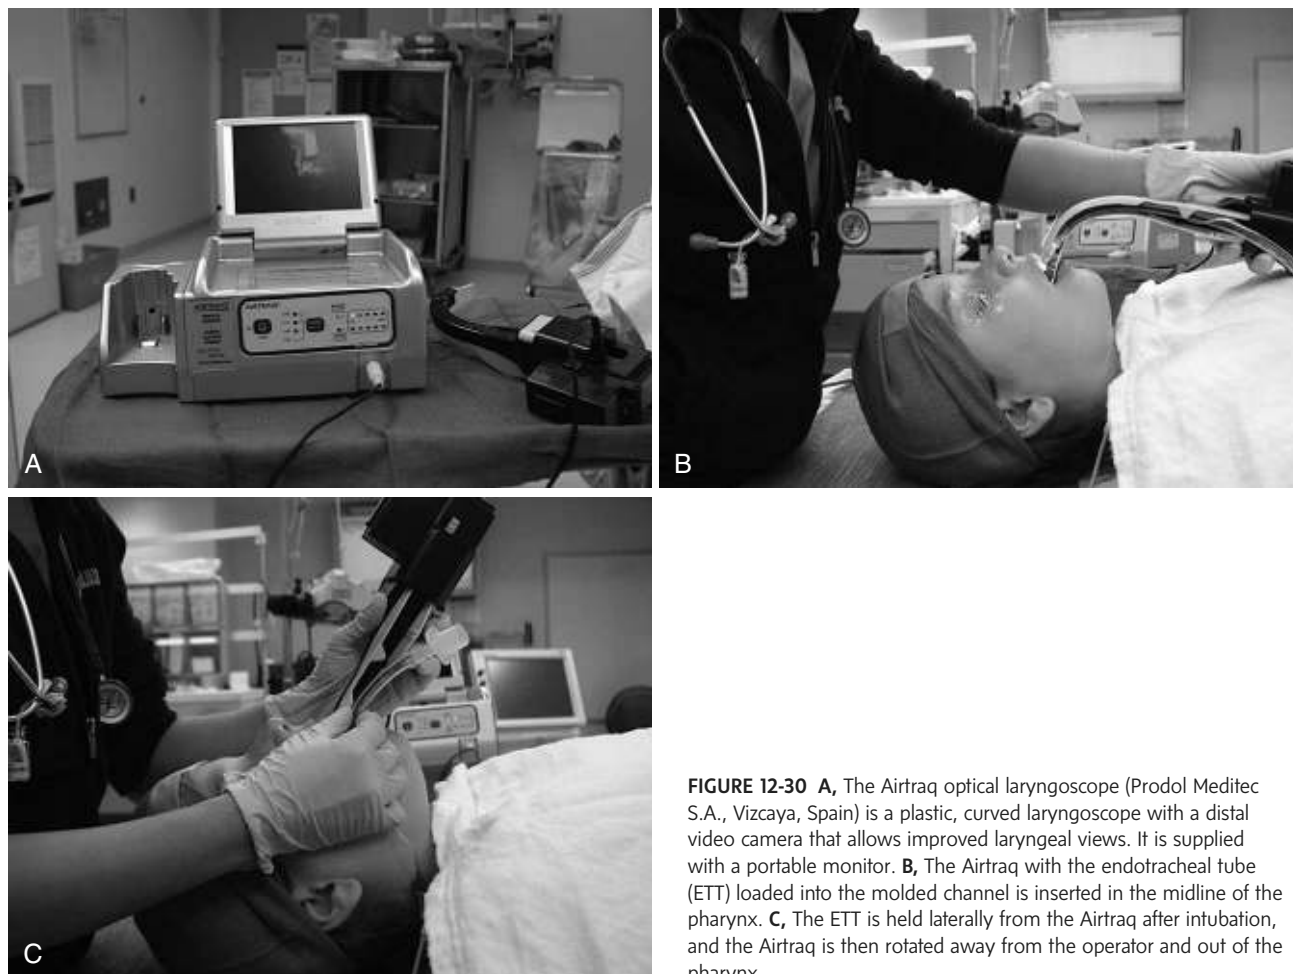 A
B
C
FIGURE 12-30 A, The Airtraq optical laryngoscope (Prodol Meditec
S.A., Vizcaya, Spain) is a plastic, curved laryngoscope with a distal
video camera that allows improved laryngeal views. It is supplied
with a portable monitor. B, The Airtraq with the endotracheal tube
(ETT) loaded into the molded channel is inserted in the midline of the
pharynx. C, The ETT is held laterally from the Airtraq after intubation,
and the Airtraq is then rotated away from the operator and out of the
pharynx.